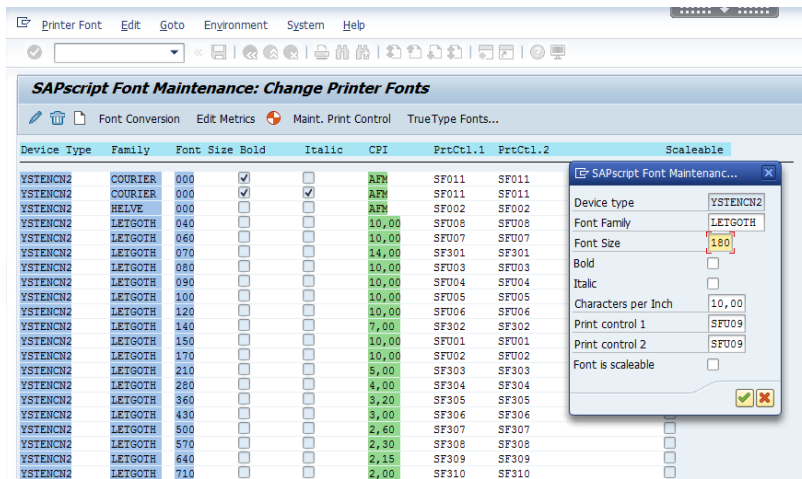 Printer Font Edit Goto Environment System Help
SAPscript Font Maintenance: Change Printer Fonts
Font Conversion Edit Metrics Maint. Print Control TrueType Fonts...
Device Type Family Font Size Bold Italic CPI PrtCtl.1 PrtCtl.2 Scaleable
YSTENCN2 COURIER 000 AFM SF011 SF011
YSTENCN2 COURIER 000 AFM SF011 SF011
YSTENCN2 HELVE 000 AFM SF002 SF002
YSTENCN2 LETGOTH 040 10,00 SFU08 SFU08
YSTENCN2 LETGOTH 060 10,00 SFU07 SFU07
YSTENCN2 LETGOTH 070 14,00 SF301 SF301
YSTENCN2 LETGOTH 080 10,00 SFU03 SFU03
YSTENCN2 LETGOTH 090 10,00 SFU04 SFU04
YSTENCN2 LETGOTH 100 10,00 SFU05 SFU05
YSTENCN2 LETGOTH 120 10,00 SFU06 SFU06
YSTENCN2 LETGOTH 140 7,00 SF302 SF302
YSTENCN2 LETGOTH 150 10,00 SFU01 SFU01
YSTENCN2 LETGOTH 170 10,00 SFU02 SFU02
YSTENCN2 LETGOTH 210 5,00 SF303 SF303
YSTENCN2 LETGOTH 280 4,00 SF304 SF304
YSTENCN2 LETGOTH 360 3,20 SF305 SF305
YSTENCN2 LETGOTH 430 3,00 SF306 SF306
YSTENCN2 LETGOTH 500 2,60 SF307 SF307
YSTENCN2 LETGOTH 570 2,30 SF308 SF308
YSTENCN2 LETGOTH 640 2,15 SF309 SF309
YSTENCN2 LETGOTH 710 2,00 SF310 SF310
SAPscript Font Maintenanc...
Device type YSTENCN2
Font Family LETGOTH
Font Size 180
Bold
Italic
Characters per Inch 10,00
Print control 1 SFU09
Print control 2 SFU09
Font is scaleable